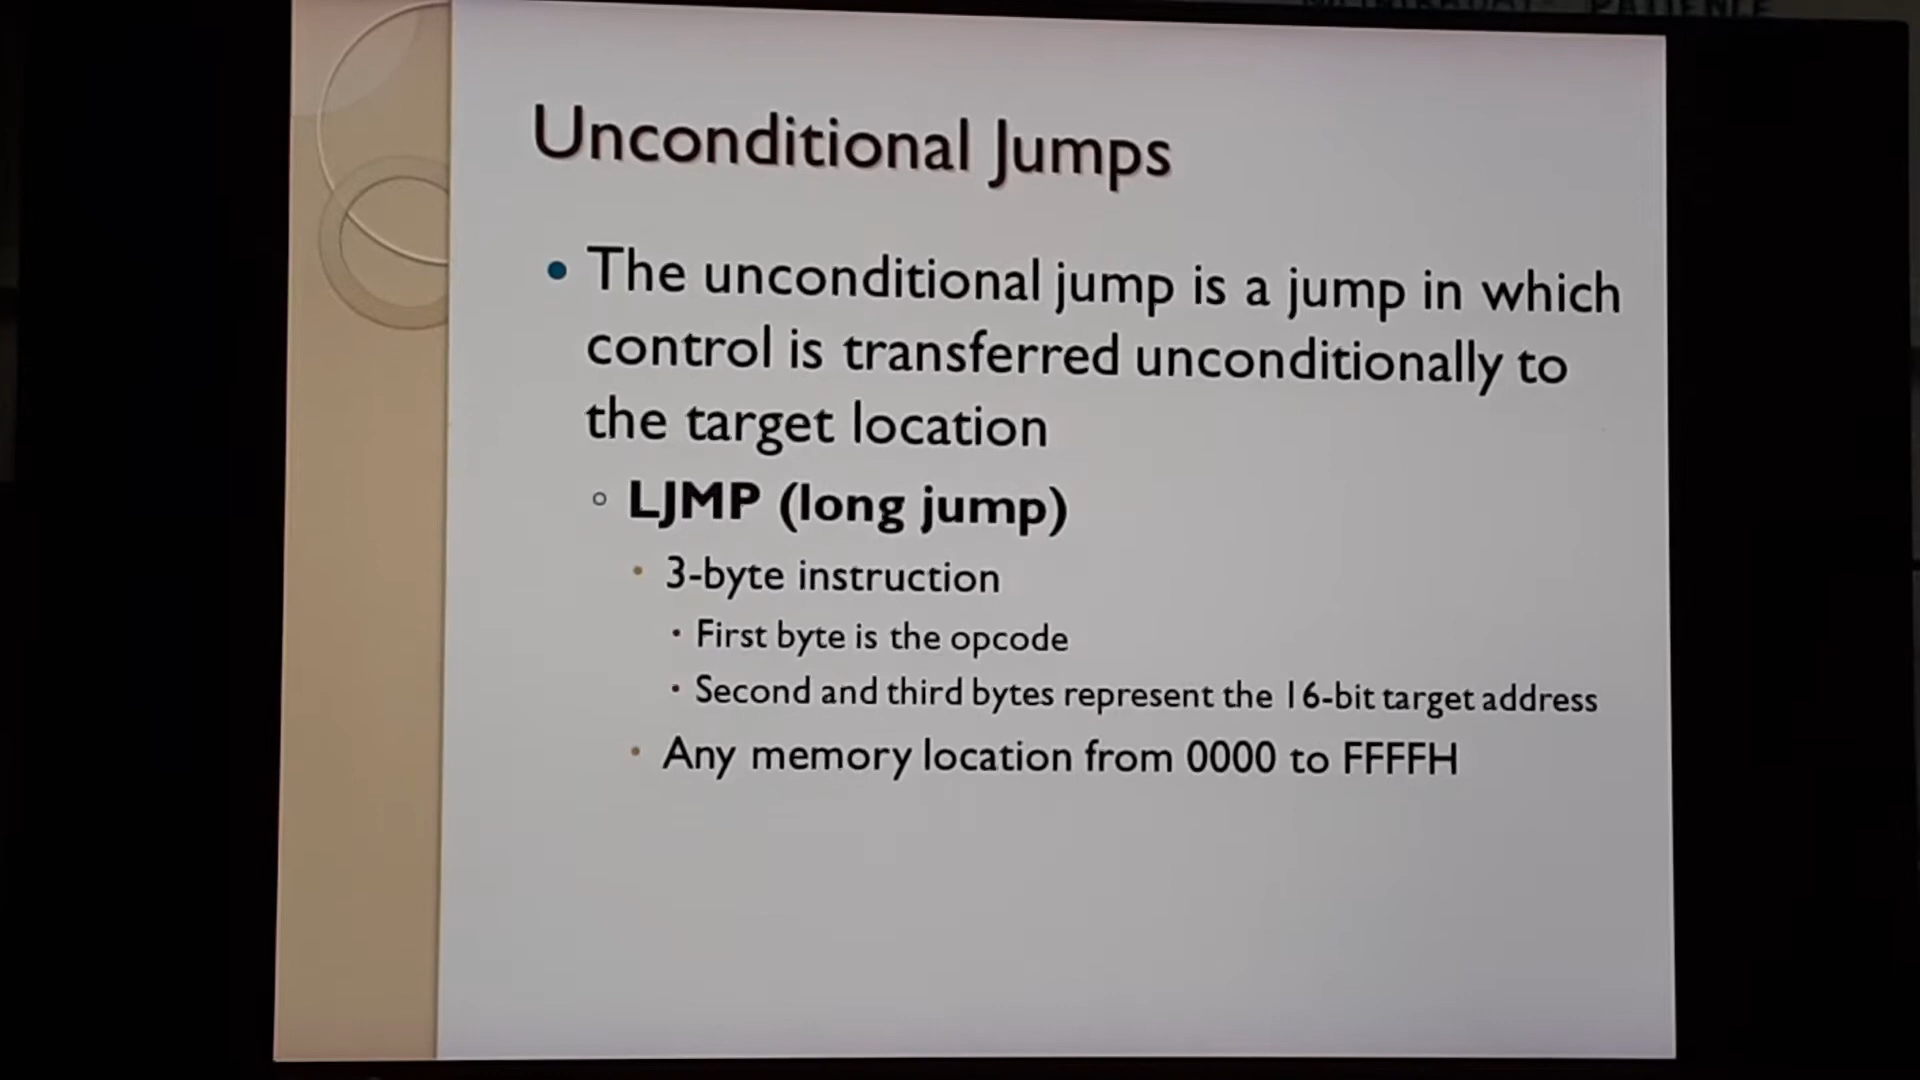 PATIENCE
Unconditional Jumps
• The unconditional jump is a jump in which
control is transferred unconditionally to
the target location
◦ LJMP (long jump)
• 3-byte instruction
• First byte is the opcode
• Second and third bytes represent the 16-bit target address
• Any memory location from 0000 to FFFFH